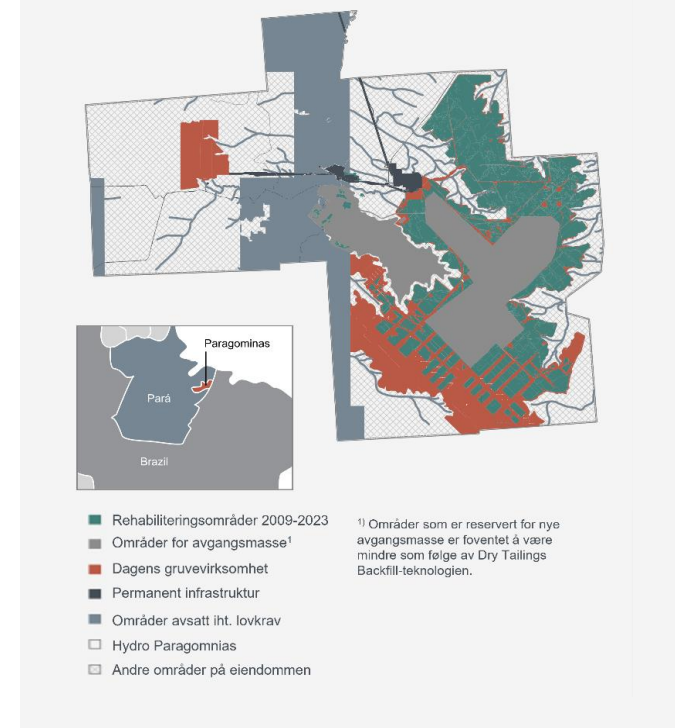 Paragominas
Pará
Brazil
Rehabiliteringsområder 2009-2023
Områder for avgangsmasse¹
Dagens gruvevirksomhet
Permanent infrastruktur
Områder avsatt iht. lovkrav
Hydro Paragomnias
Andre områder på eiendommen
¹⁾ Områder som er reservert for nye
avgangsmasse er foventet å være
mindre som følge av Dry Tailings
Backfill-teknologien.